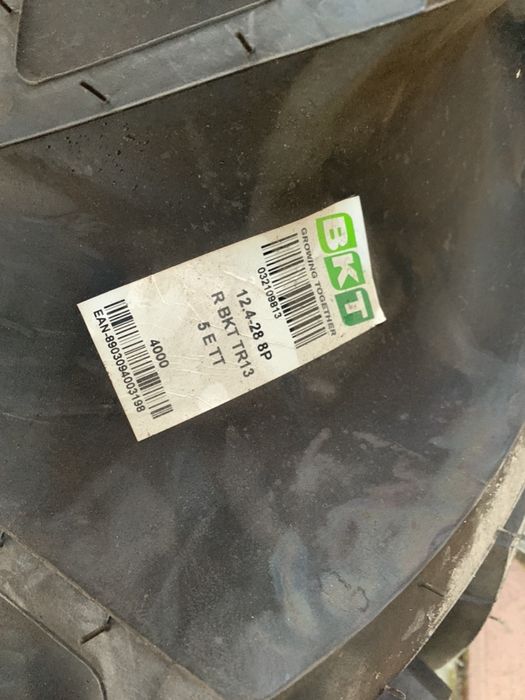 BKT
GROWING TOGETHER
032109813
12.4-28 8P
R BKT TR13
5 E TT
4000
EAN-8903094003198